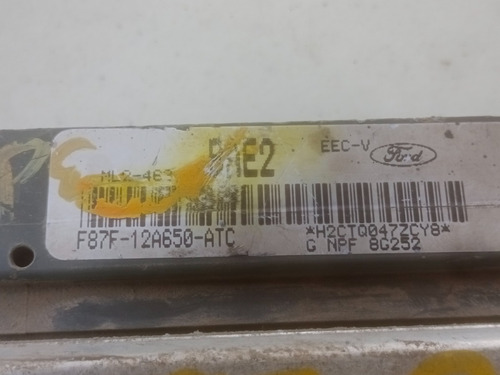 EEC-V Ford
F87F-12A650-ATC
*H2CTQ047ZCY8*
G NPF 8G252